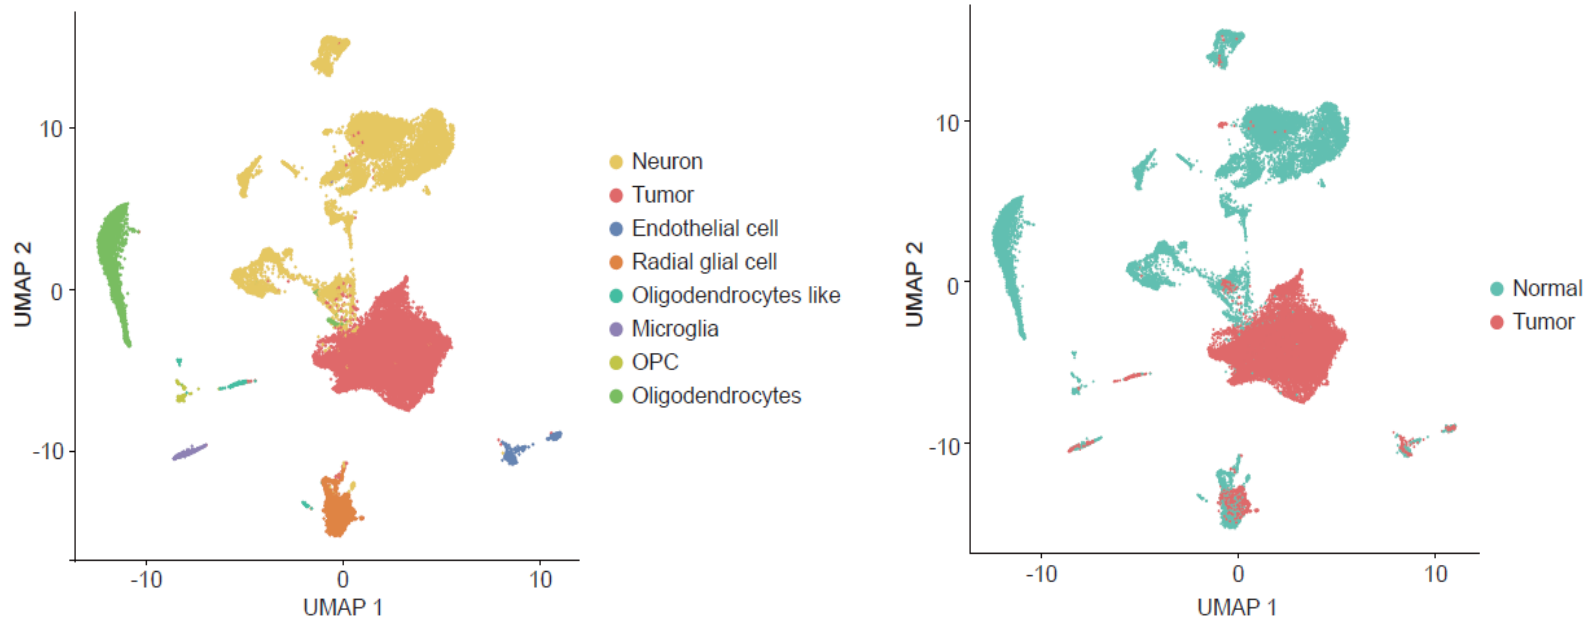 10
0
-10
UMAP 2
-10
0
10
UMAP 1
Neuron
Tumor
Endothelial cell
Radial glial cell
Oligodendrocytes like
Microglia
OPC
Oligodendrocytes
10
0
-10
UMAP 2
-10
0
10
UMAP 1
Normal
Tumor